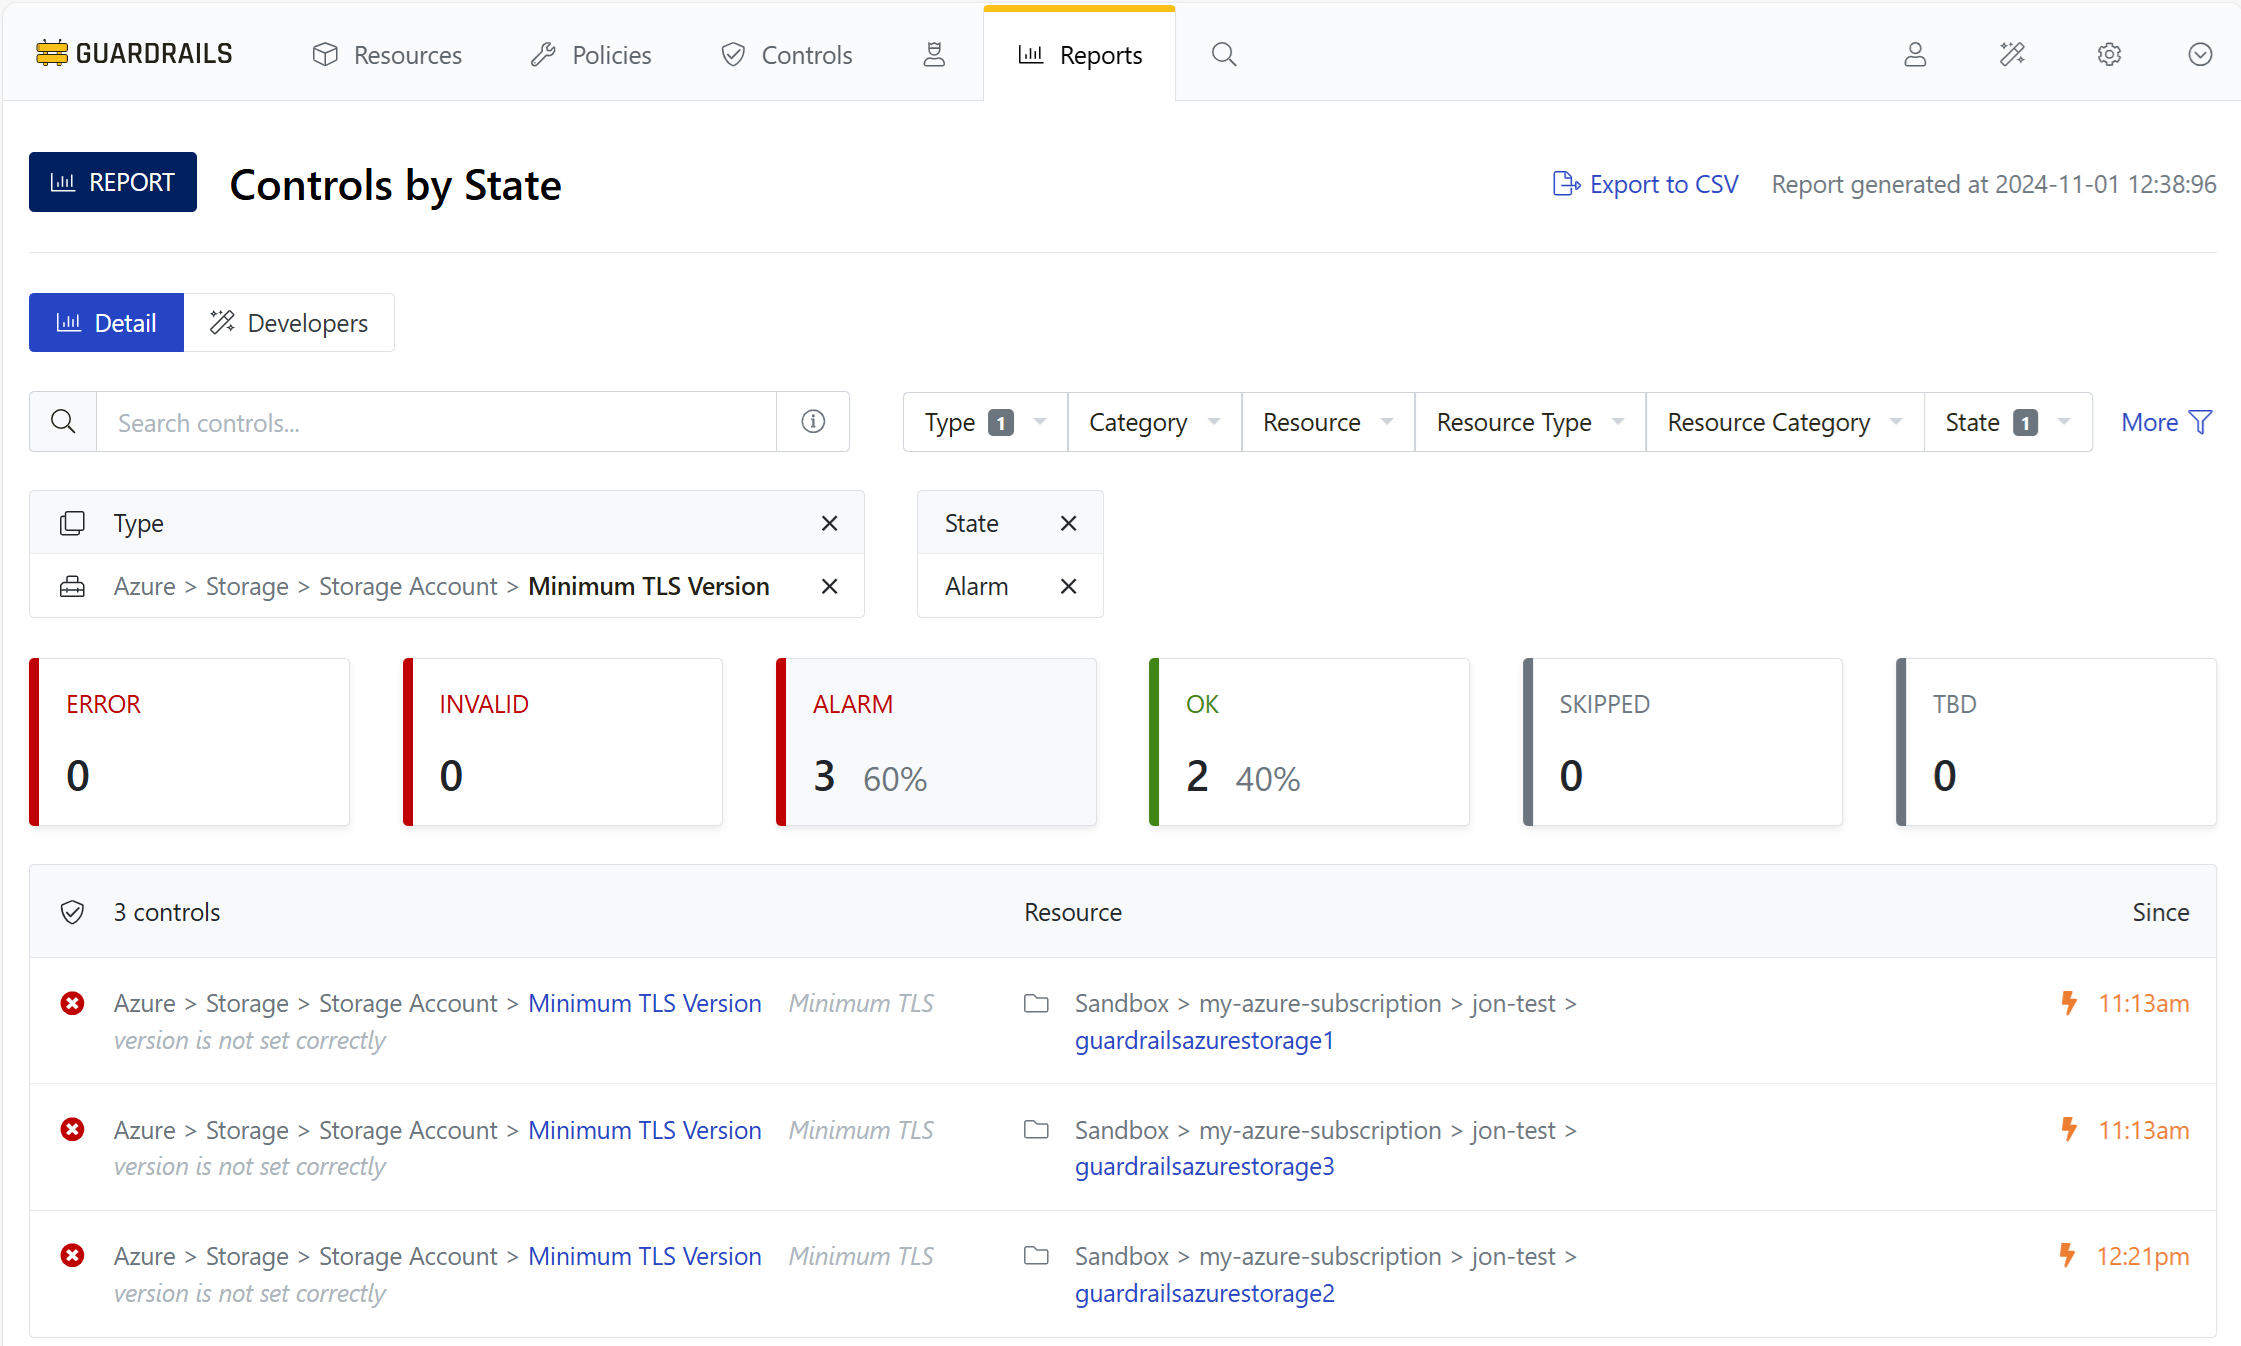 GUARDRAILS Resources Policies Controls Reports
REPORT Controls by State Export to CSV Report generated at 2024-11-01 12:38:96
Detail Developers
Search controls... Type 1 Category Resource Resource Type Resource Category State 1 More
Type State
Azure > Storage > Storage Account > Minimum TLS Version Alarm
ERROR INVALID ALARM OK SKIPPED TBD
0 0 3 60% 2 40% 0 0
3 controls Resource Since
Azure > Storage > Storage Account > Minimum TLS Version Minimum TLS Sandbox > my-azure-subscription > jon-test > 11:13am
version is not set correctly guardrailsazurestorage1
Azure > Storage > Storage Account > Minimum TLS Version Minimum TLS Sandbox > my-azure-subscription > jon-test > 11:13am
version is not set correctly guardrailsazurestorage3
Azure > Storage > Storage Account > Minimum TLS Version Minimum TLS Sandbox > my-azure-subscription > jon-test > 12:21pm
version is not set correctly guardrailsazurestorage2